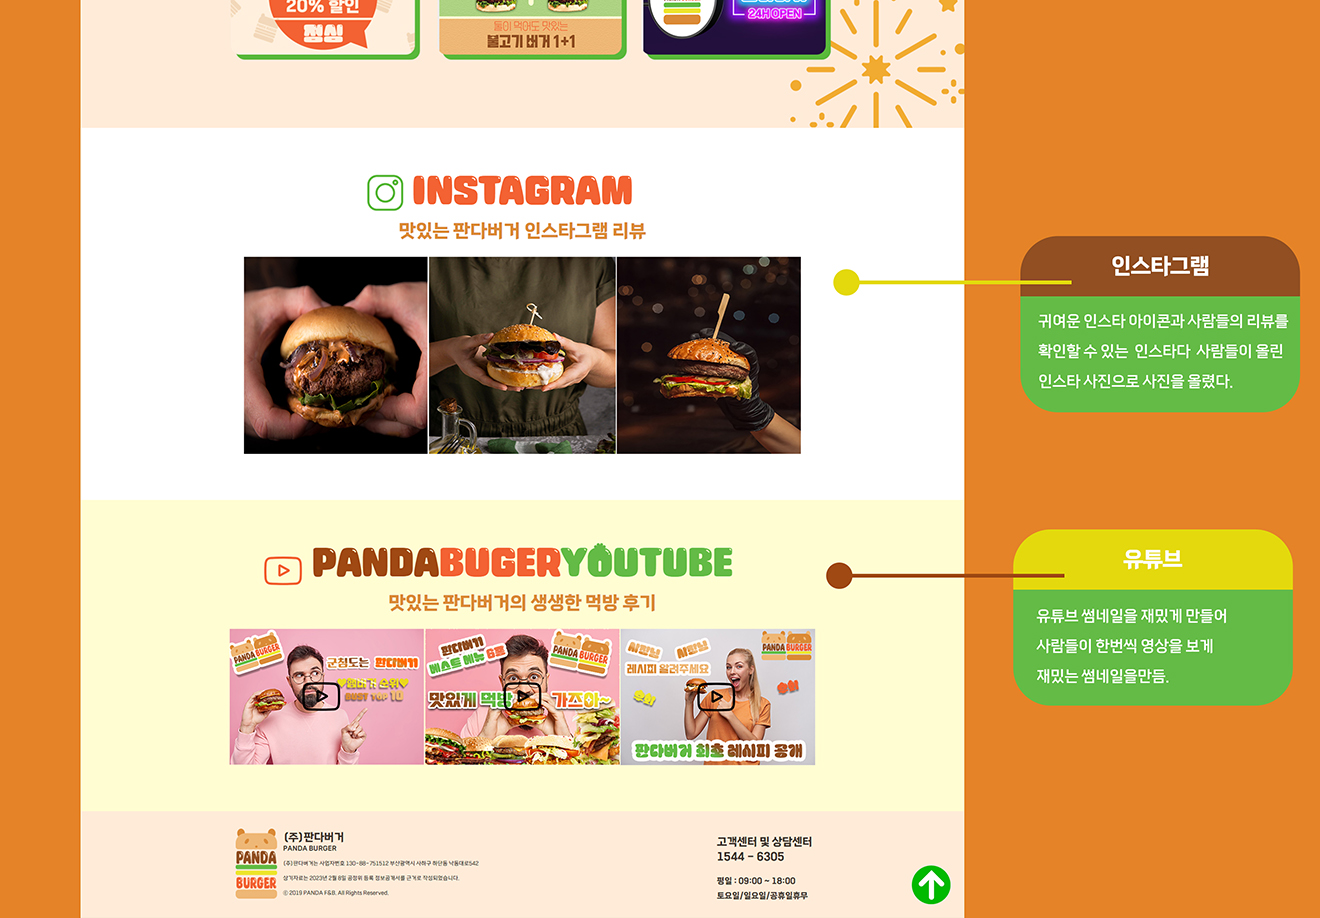 20% 할인
점심
둘이 먹어도 맛있는
불고기 버거 1+1
24H OPEN
INSTAGRAM
맛있는 판다버거 인스타그램 리뷰
인스타그램
귀여운 인스타 아이콘과 사람들의 리뷰를
확인할 수 있는 인스타다 사람들이 올린
인스타 사진으로 사진을 올렸다.
PANDABUGERYOUTUBE
맛있는 판다버거의 생생한 먹방 후기
유튜브
유튜브 썸네일을 재밌게 만들어
사람들이 한번씩 영상을 보게
재밌는 썸네일을만듬.
PANDA BURGER
군침도는 판다버거
BEST TOP 10
판다버거
베스트 메뉴 6종
PANDA BURGER
맛있게 먹방 가즈아~
사장님 사장님
레시피 알려주세요
PANDA BURGER
판다버거 최초 레시피 공개
PANDA
BURGER
(주)판다버거
PANDA BURGER
(주)판다버거는 사업자번호 130-88-751512 부산광역시 사하구 하단동 낙동대로542
상기자료는 2023년 2월 8일 공정위 등록 정보공개서를 근거로 작성되었습니다.
ⓒ 2019 PANDA F&B. All Rights Reserved.
고객센터 및 상담센터
1544 - 6305
평일 : 09:00 ~ 18:00
토요일/일요일/공휴일휴무